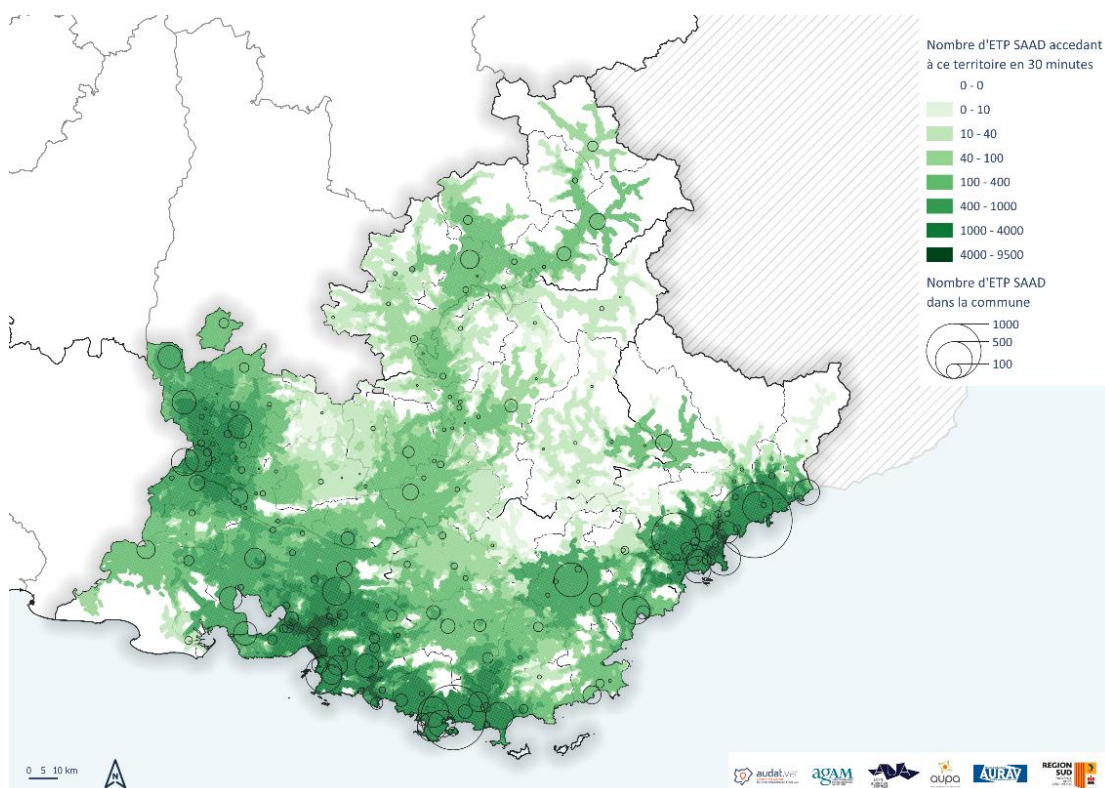 Nombre d'ETP SAAD accedant
à ce territoire en 30 minutes
0 - 0
0 - 10
10 - 40
40 - 100
100 - 400
400 - 1000
1000 - 4000
4000 - 9500
Nombre d'ETP SAAD
dans la commune
1000
500
100
0 5 10 km
N
audat.var
agam
aupa
AURAV
RÉGION
SUD